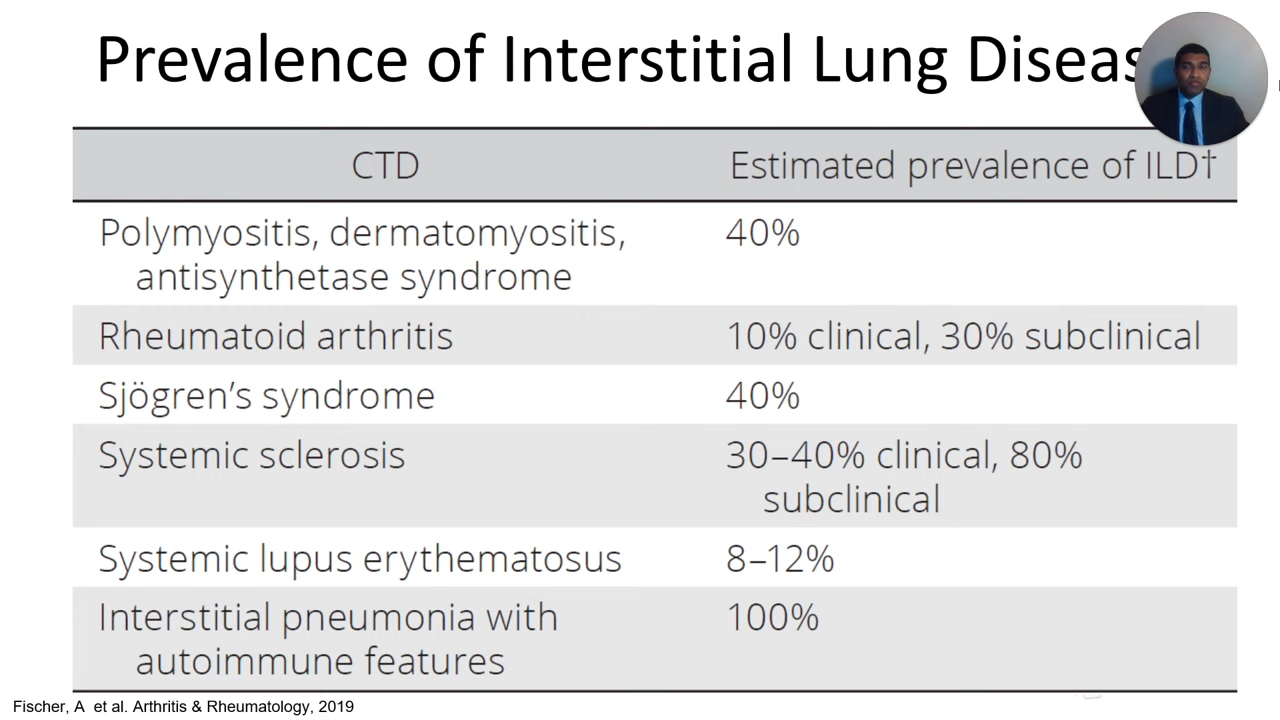 Prevalence of Interstitial Lung Diseas
CTD
Estimated prevalence of ILD†
Polymyositis, dermatomyositis,
antisynthetase syndrome
40%
Rheumatoid arthritis
10% clinical, 30% subclinical
Sjögren’s syndrome
40%
Systemic sclerosis
30–40% clinical, 80%
subclinical
Systemic lupus erythematosus
8–12%
Interstitial pneumonia with
autoimmune features
100%
Fischer, A et al. Arthritis & Rheumatology, 2019